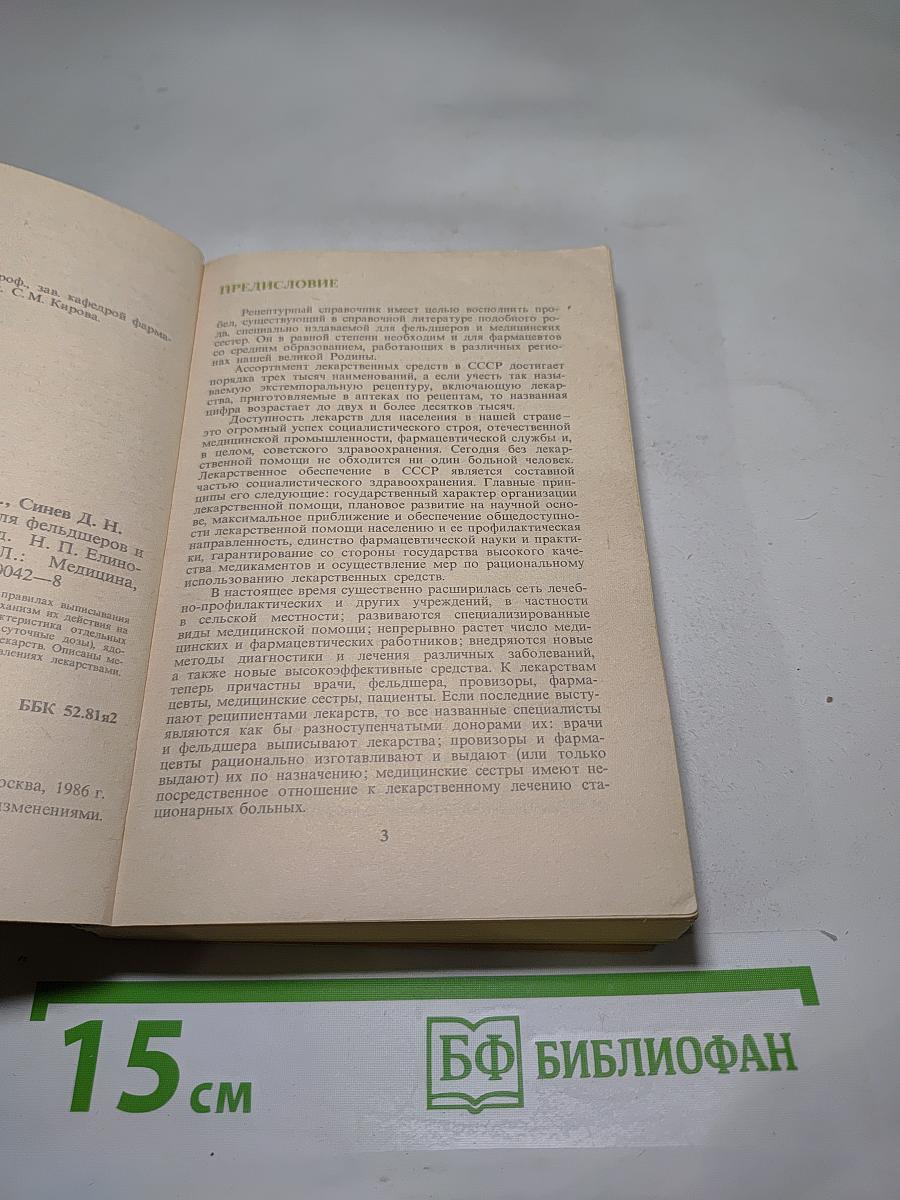 проф., зав. кафедрой фарма-
С. М. Кирова.
Синев Д. Н.
для фельдшеров и
Н. П. Елино-
Л.: Медицина,
0042—8
правилах выписывания
механизм их действия на
характеристика отдельных
суточные дозы), ядо-
лекарств. Описаны ме-
лекарствами.
ББК 52.81я2
Москва, 1986 г.
изменениями.
ПРЕДИСЛОВИЕ
Рецептурный справочник имеет целью восполнить про-
бел, существующий в справочной литературе подобного ро-
да, специально издаваемой для фельдшеров и медицинских
сестер. Он в равной степени необходим и для фармацевтов
со средним образованием, работающих в различных регио-
нах нашей великой Родины.
Ассортимент лекарственных средств в СССР достигает
порядка трех тысяч наименований, а если учесть так назы-
ваемую экстемпоральную рецептуру, включающую лекар-
ства, приготовляемые в аптеках по рецептам, то названная
цифра возрастает до двух и более десятков тысяч.
Доступность лекарств для населения в нашей стране—
это огромный успех социалистического строя, отечественной
медицинской промышленности, фармацевтической службы и,
в целом, советского здравоохранения. Сегодня без лекар-
ственной помощи не обходится ни один больной человек.
Лекарственное обеспечение в СССР является составной
частью социалистического здравоохранения. Главные прин-
ципы его следующие: государственный характер организации
лекарственной помощи, плановое развитие на научной осно-
ве, максимальное приближение и обеспечение общедоступно-
сти лекарственной помощи населению и ее профилактическая
направленность, единство фармацевтической науки и практи-
ки, гарантирование со стороны государства высокого каче-
ства медикаментов и осуществление мер по рациональному
использованию лекарственных средств.
В настоящее время существенно расширилась сеть лечеб-
но-профилактических и других учреждений, в частности
в сельской местности; развиваются специализированные
виды медицинской помощи; непрерывно растет число меди-
цинских и фармацевтических работников; внедряются новые
методы диагностики и лечения различных заболеваний,
а также новые высокоэффективные средства. К лекарствам
теперь причастны врачи, фельдшера, провизоры, фарма-
цевты, медицинские сестры, пациенты. Если последние высту-
пают реципиентами лекарств, то все названные специалисты
являются как бы разноступенчатыми донорами их: врачи
и фельдшера выписывают лекарства; провизоры и фарма-
цевты рационально изготавливают и выдают (или только
выдают) их по назначению; медицинские сестры имеют не-
посредственное отношение к лекарственному лечению ста-
ционарных больных.
3
15 см
БФ БИБЛИОФАН